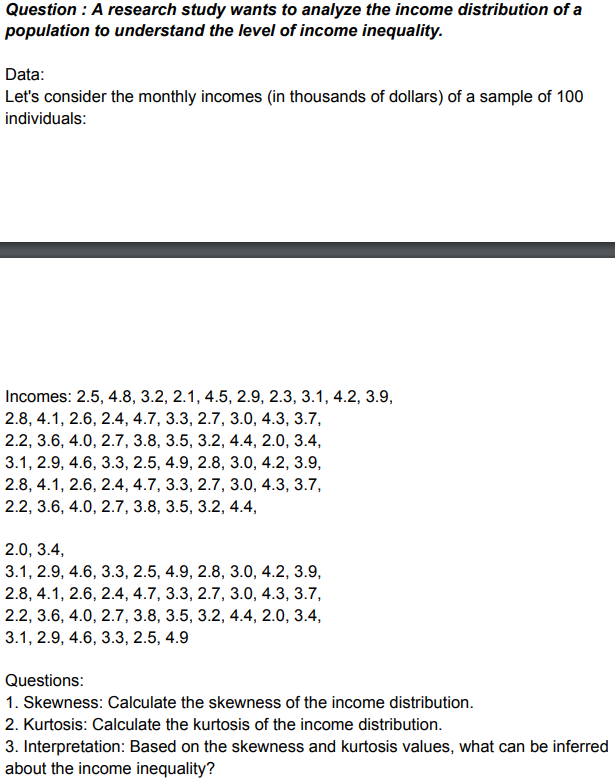 Question : A research study wants to analyze the income distribution of a
population to understand the level of income inequality.
Data:
Let's consider the monthly incomes (in thousands of dollars) of a sample of 100
individuals:
Incomes: 2.5, 4.8, 3.2, 2.1, 4.5, 2.9, 2.3, 3.1, 4.2, 3.9,
2.8, 4.1, 2.6, 2.4, 4.7, 3.3, 2.7, 3.0, 4.3, 3.7,
2.2, 3.6, 4.0, 2.7, 3.8, 3.5, 3.2, 4.4, 2.0, 3.4,
3.1, 2.9, 4.6, 3.3, 2.5, 4.9, 2.8, 3.0, 4.2, 3.9,
2.8, 4.1, 2.6, 2.4, 4.7, 3.3, 2.7, 3.0, 4.3, 3.7,
2.2, 3.6, 4.0, 2.7, 3.8, 3.5, 3.2, 4.4,
2.0, 3.4,
3.1, 2.9, 4.6, 3.3, 2.5, 4.9, 2.8, 3.0, 4.2, 3.9,
2.8, 4.1, 2.6, 2.4, 4.7, 3.3, 2.7, 3.0, 4.3, 3.7,
2.2, 3.6, 4.0, 2.7, 3.8, 3.5, 3.2, 4.4, 2.0, 3.4,
3.1, 2.9, 4.6, 3.3, 2.5, 4.9
Questions:
1. Skewness: Calculate the skewness of the income distribution.
2. Kurtosis: Calculate the kurtosis of the income distribution.
3. Interpretation: Based on the skewness and kurtosis values, what can be inferred
about the income inequality?